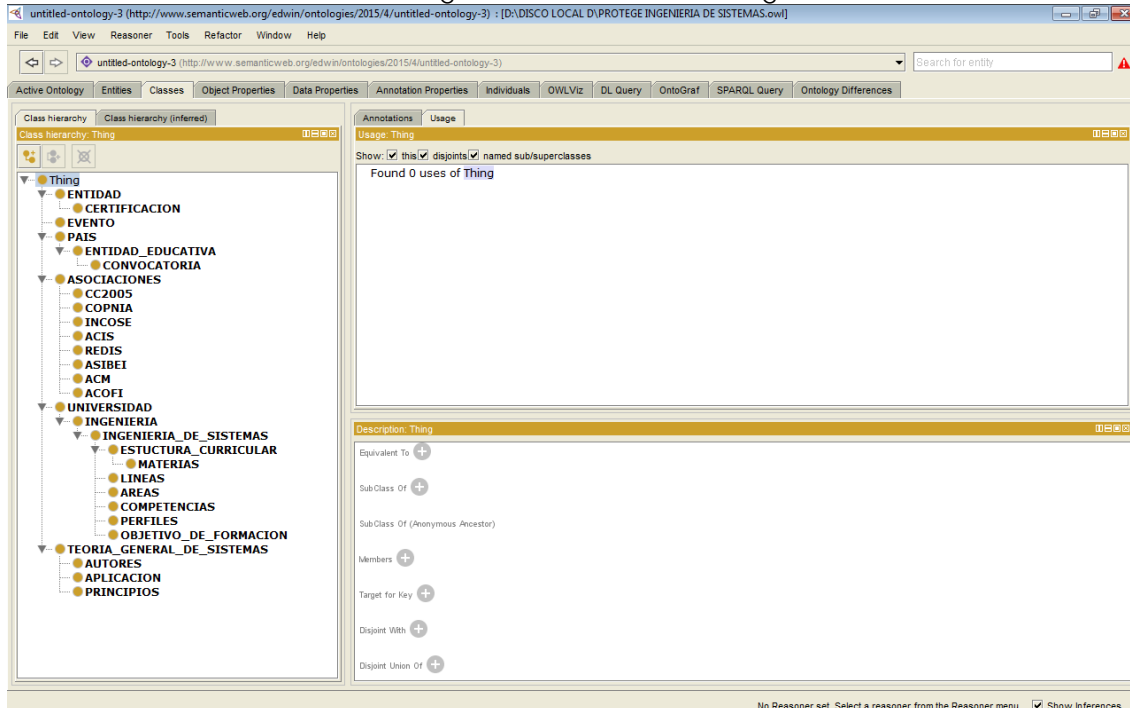 untitled-ontology-3 (http://www.semanticweb.org/edwin/ontologies/2015/4/untitled-ontology-3) : [D:\DISCO LOCAL D\PROTEGE INGENIERIA DE SISTEMAS.owl]
File Edit View Reasoner Tools Refactor Window Help
untitled-ontology-3 (http://www.semanticweb.org/edwin/ontologies/2015/4/untitled-ontology-3) Search for entity
Active Ontology Entities Classes Object Properties Data Properties Annotation Properties Individuals OWLViz DL Query OntoGraf SPARQL Query Ontology Differences
Class hierarchy Class hierarchy (inferred)
Class hierarchy: Thing
Thing
ENTIDAD
CERTIFICACION
EVENTO
PAIS
ENTIDAD_EDUCATIVA
CONVOCATORIA
ASOCIACIONES
CC2005
COPNIA
INCOSE
ACIS
REDIS
ASIBEI
ACM
ACOFI
UNIVERSIDAD
INGENIERIA
INGENIERIA_DE_SISTEMAS
ESTUCTURA_CURRICULAR
MATERIAS
LINEAS
AREAS
COMPETENCIAS
PERFILES
OBJETIVO_DE_FORMACION
TEORIA_GENERAL_DE_SISTEMAS
AUTORES
APLICACION
PRINCIPIOS
Annotations Usage
Usage: Thing
Show: this disjoints named sub/superclasses
Found 0 uses of Thing
Description: Thing
Equivalent To
SubClass Of
SubClass Of (Anonymous Ancestor)
Members
Target for Key
Disjoint With
Disjoint Union Of
No Reasoner set. Select a reasoner from the Reasoner menu Show Inferences